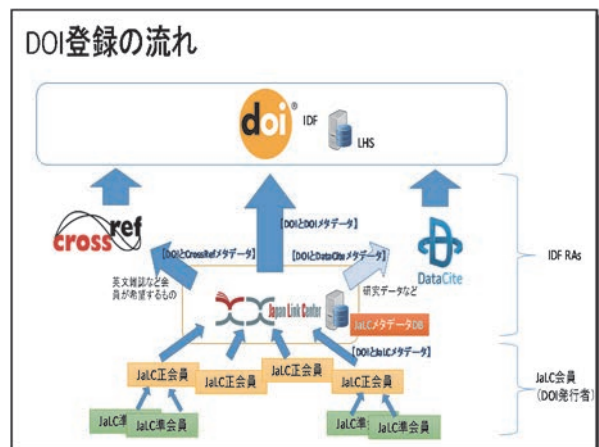 DOI登録の流れ
doi®
IDF
LHS
crossref
【DOIとDOIメタデータ】
【DOIとCrossRefメタデータ】
【DOIとDataCiteメタデータ】
DataCite
IDF RAs
英文雑誌など会
員が希望するもの
研究データなど
Japan Link Center
JaLCメタデータDB
【DOIとJaLCメタデータ】
JaLC正会員
JaLC正会員
JaLC正会員
JaLC正会員
JaLC会員
(DOI発行者)
JaLC準会員
JaLC準会員